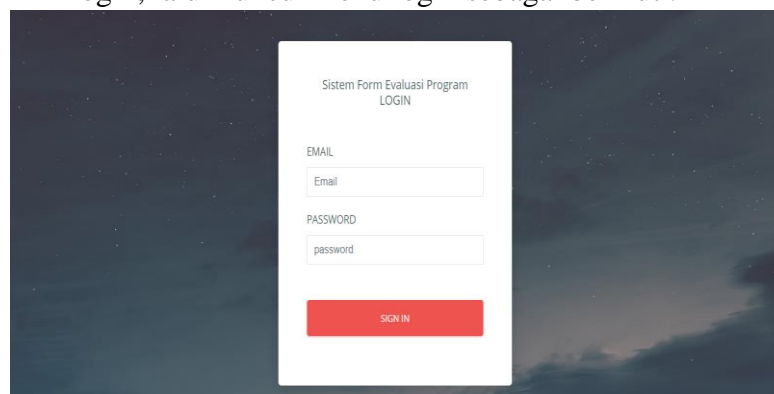 Sistem Form Evaluasi Program
LOGIN
EMAIL
Email
PASSWORD
password
SIGN IN